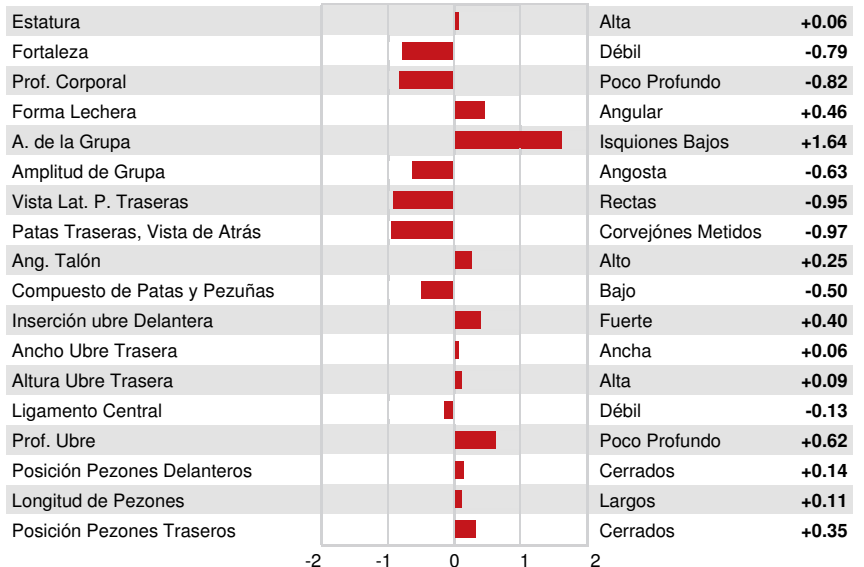 Estatura Alta +0.06
Fortaleza Débil -0.79
Prof. Corporal Poco Profundo -0.82
Forma Lechera Angular +0.46
A. de la Grupa Isquiones Bajos +1.64
Amplitud de Grupa Angosta -0.63
Vista Lat. P. Traseras Rectas -0.95
Patas Traseras, Vista de Atrás Corvejónes Metidos -0.97
Ang. Talón Alto +0.25
Compuesto de Patas y Pezuñas Bajo -0.50
Inserción ubre Delantera Fuerte +0.40
Ancho Ubre Trasera Ancha +0.06
Altura Ubre Trasera Alta +0.09
Ligamento Central Débil -0.13
Prof. Ubre Poco Profundo +0.62
Posición Pezones Delanteros Cerrados +0.14
Longitud de Pezones Largos +0.11
Posición Pezones Traseros Cerrados +0.35
-2 -1 0 1 2